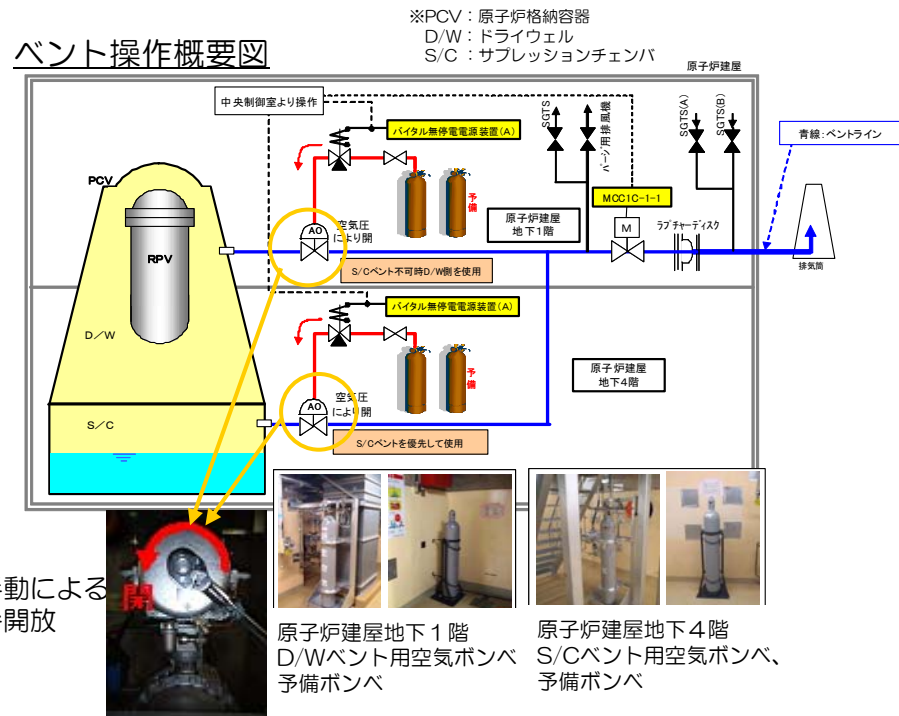 ※PCV：原子炉格納容器
D/W：ドライウェル
S/C：サプレッションチェンバ
ベント操作概要図
原子炉建屋
中央制御室より操作
バイタル無停電電源装置(A)
SGTS
パージ用排風機
SGTS(A)
SGTS(B)
青線：ベントライン
PCV
RPV
予備
MCC1C-1-1
原子炉建屋
地下1階
M
ラプチャーディスク
AO
空気圧
により開
排気筒
S/Cベント不可時D/W側を使用
バイタル無停電電源装置(A)
D／W
予備
原子炉建屋
地下4階
AO
空気圧
により開
S／C
S/Cベントを優先して使用
開
動による
開放
原子炉建屋地下１階
D/Wベント用空気ボンベ
予備ボンベ
原子炉建屋地下４階
S/Cベント用空気ボンベ、
予備ボンベ